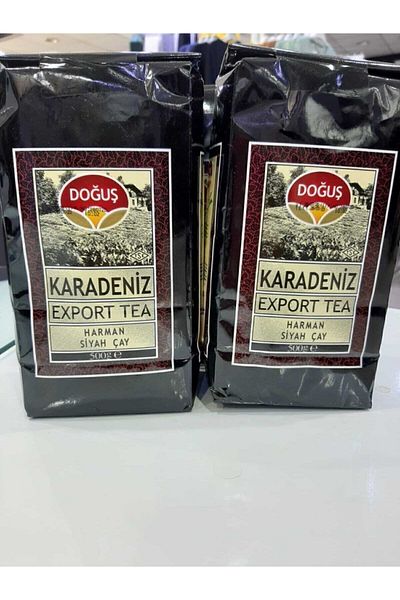 DOĞUŞ
KARADENİZ
EXPORT TEA
HARMAN
SİYAH ÇAY
500g e
DOĞUŞ
KARADENİZ
EXPORT TEA
HARMAN
SİYAH ÇAY
500g e